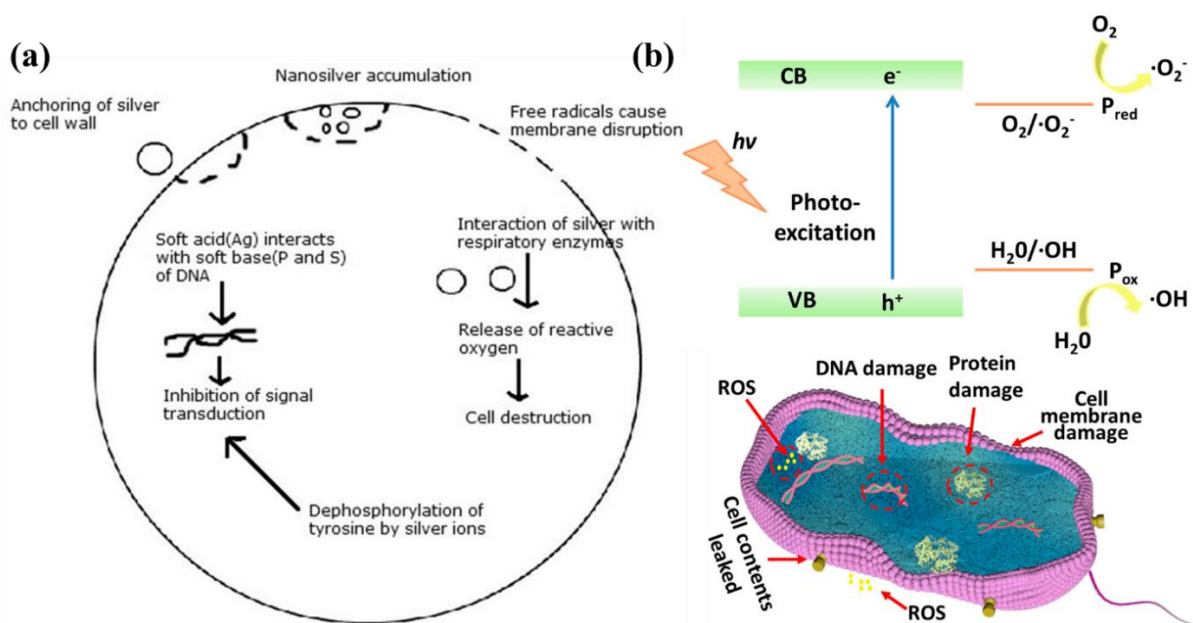 (a)
Nanosilver accumulation
Anchoring of silver
to cell wall
Free radicals cause
membrane disruption
Soft acid(Ag) interacts
with soft base(P and S)
of DNA
Interaction of silver with
respiratory enzymes
Release of reactive
oxygen
Inhibition of signal
transduction
Cell destruction
Dephosphorylation of
tyrosine by silver ions
(b)
O₂
CB e⁻
·O₂⁻
P_red
O₂/·O₂⁻
hv
Photo-
excitation
H₂0/·OH
P_ox
VB h⁺
·OH
H₂0
ROS
DNA damage
Protein
damage
Cell
membrane
damage
Cell contents
leaked
ROS